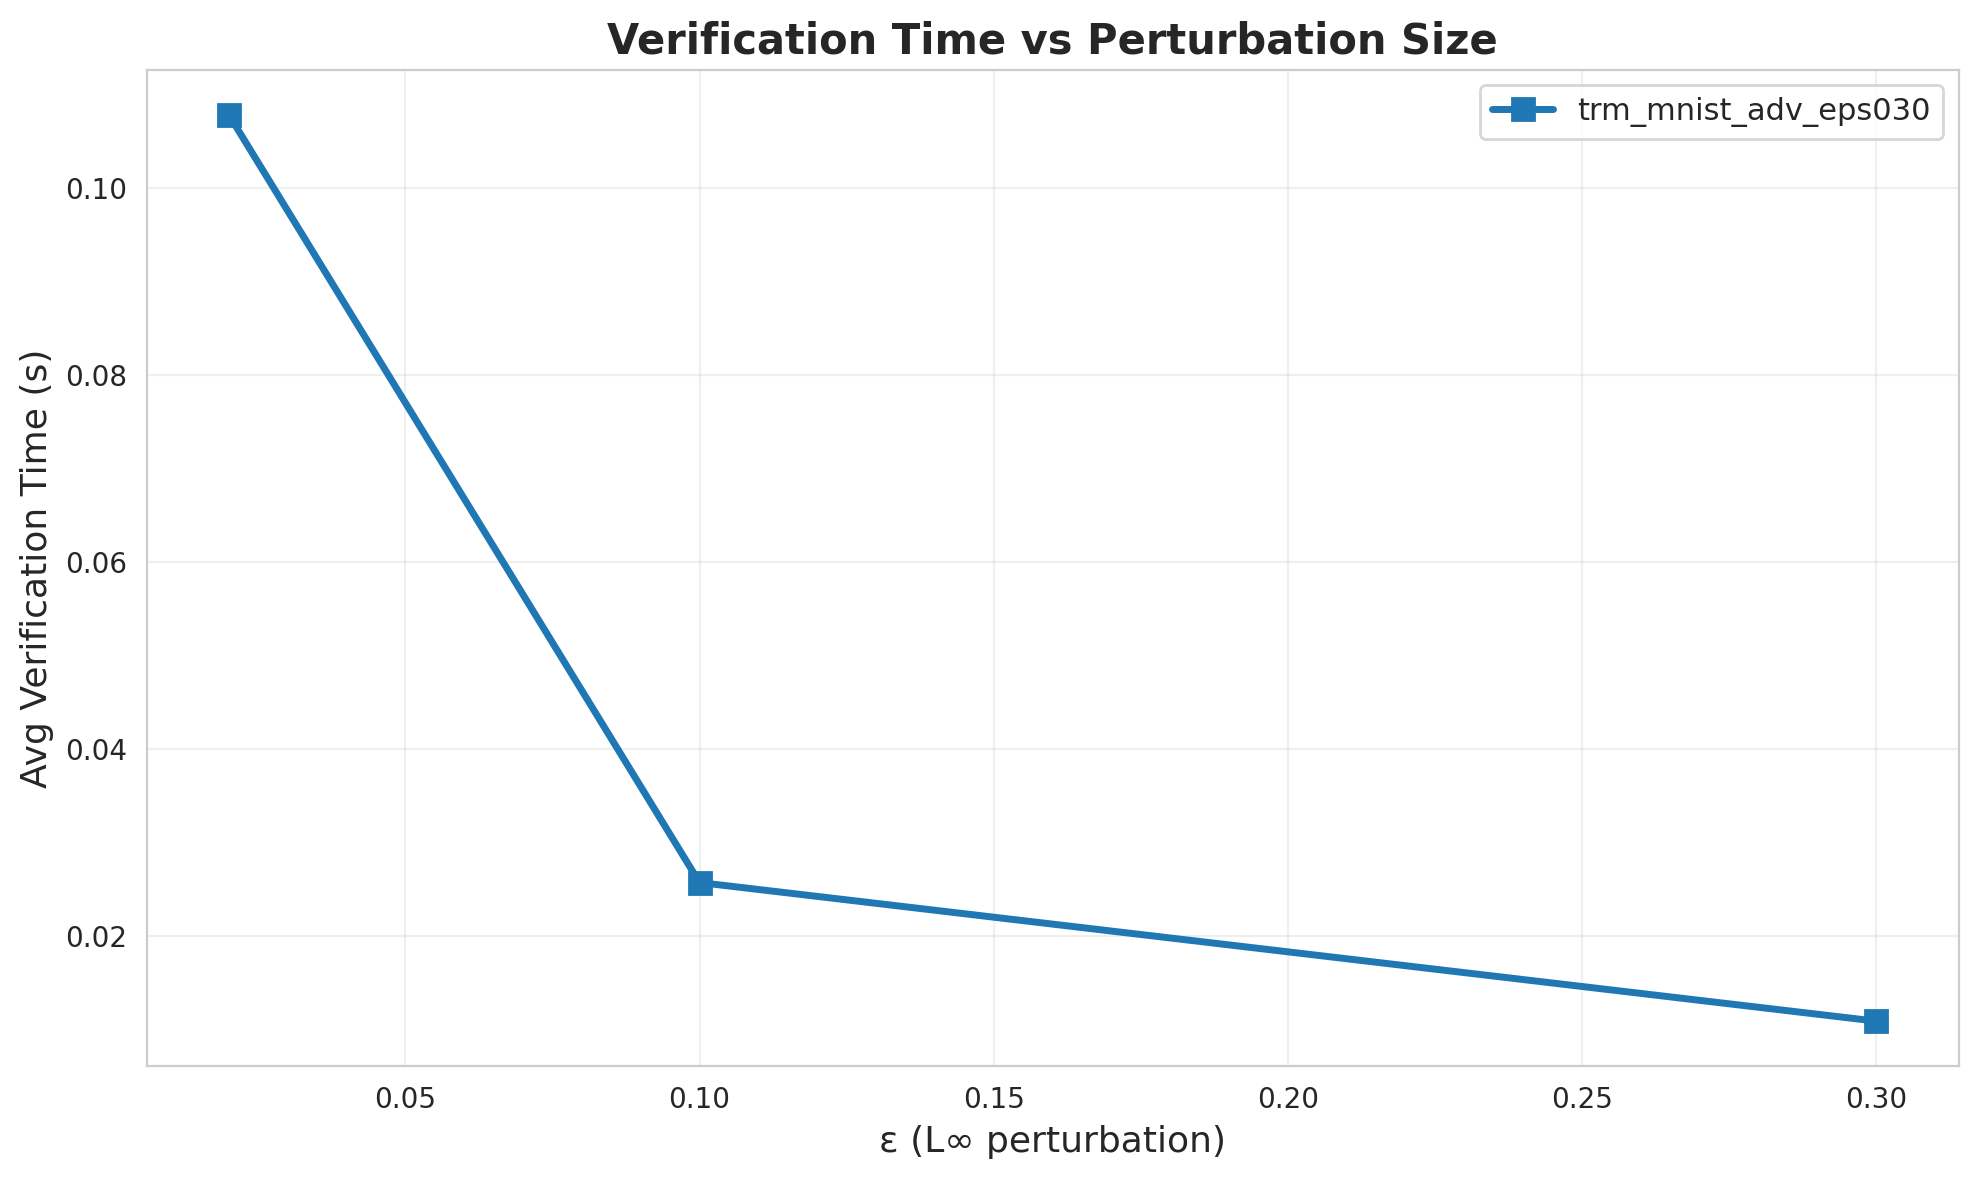 Verification Time vs Perturbation Size
trm_mnist_adv_eps030
Avg Verification Time (s)
0.10
0.08
0.06
0.04
0.02
0.05
0.10
0.15
0.20
0.25
0.30
ε (L∞ perturbation)